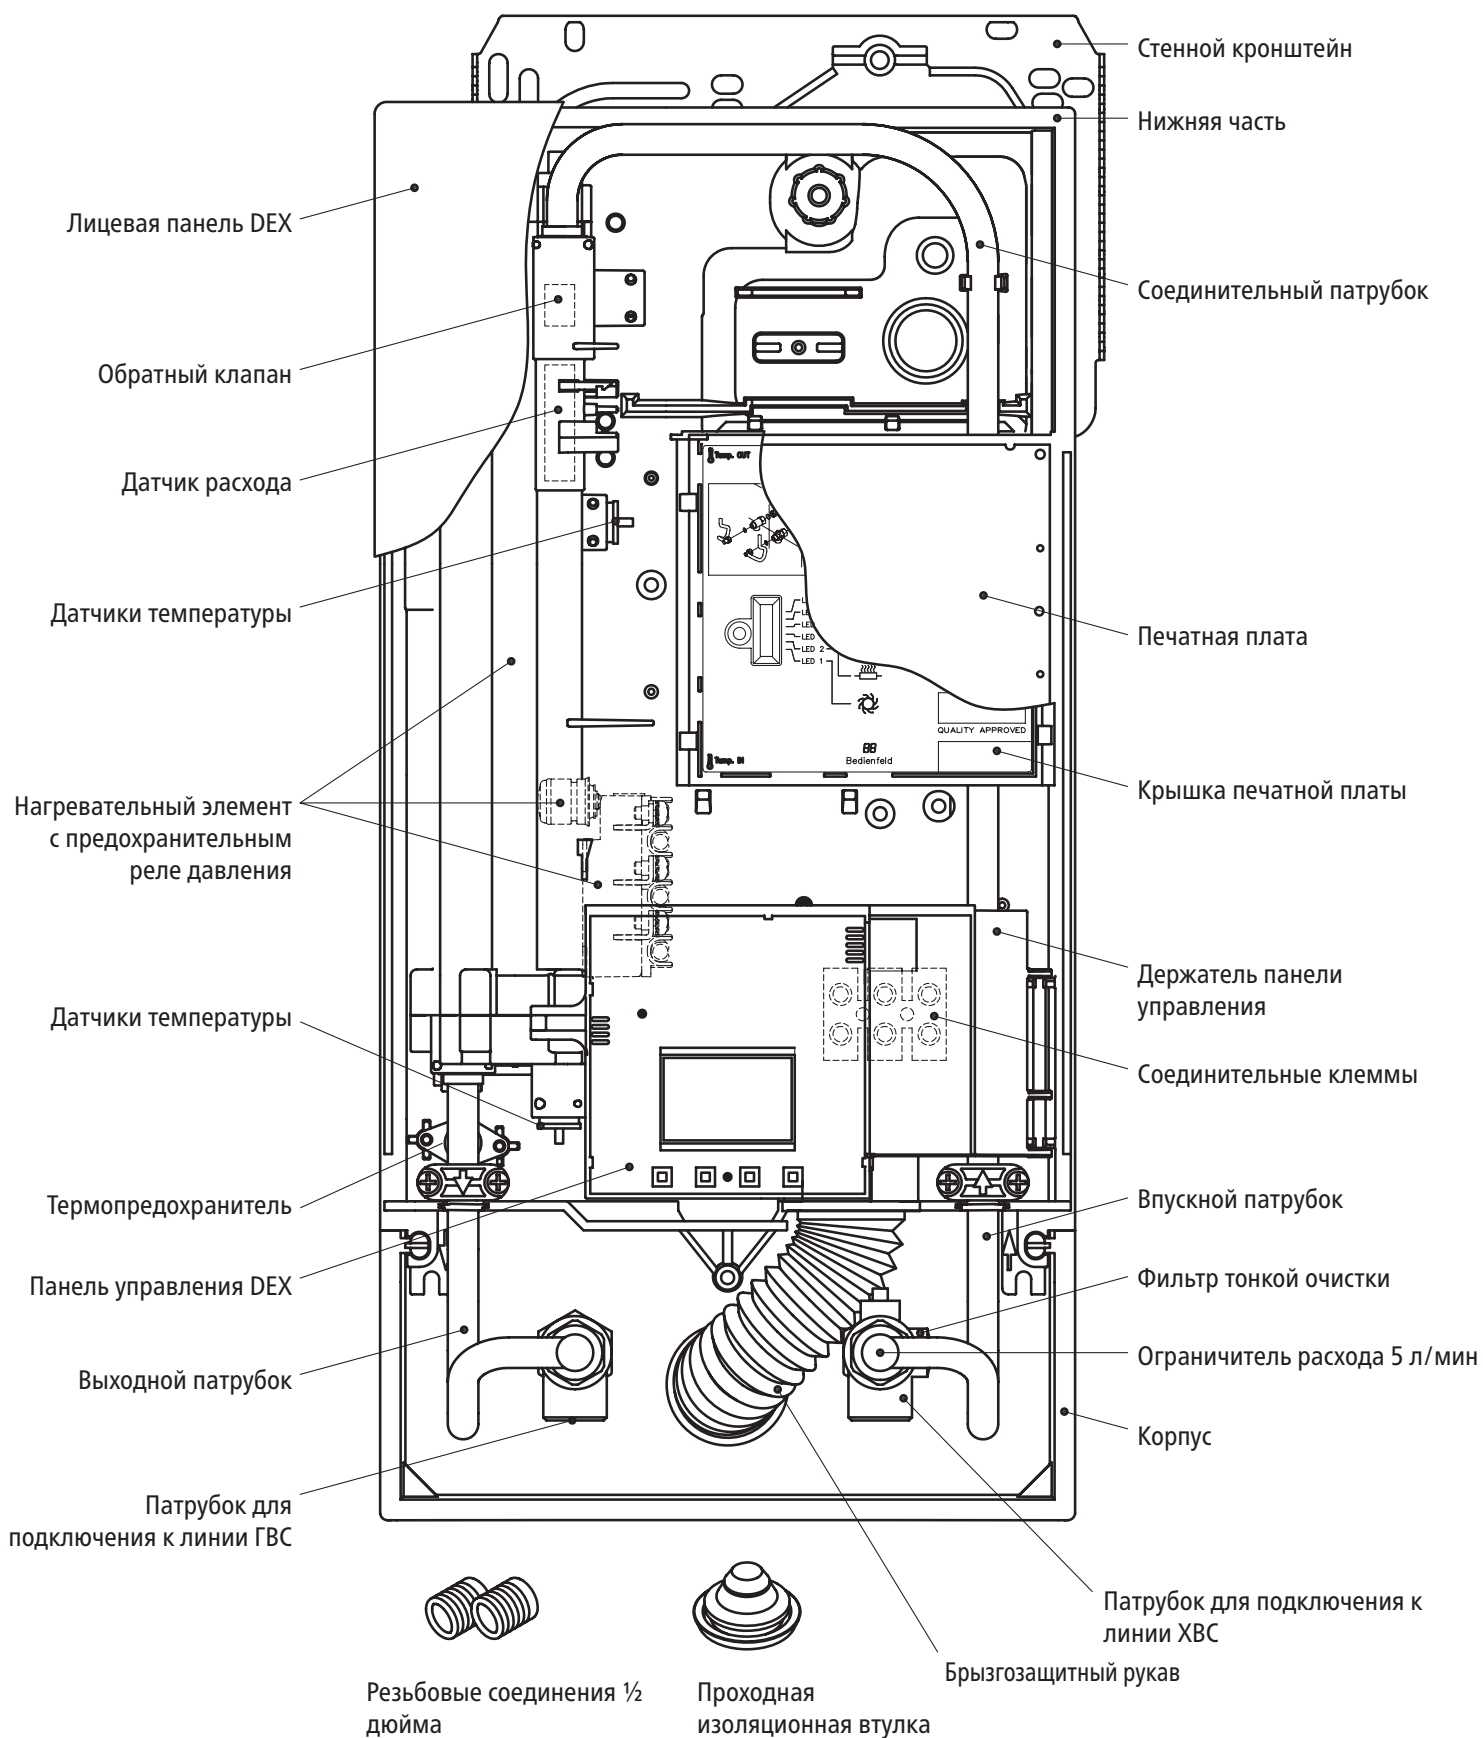 Стенной кронштейн
Нижняя часть
Лицевая панель DEX
Соединительный патрубок
Обратный клапан
Датчик расхода
Temp. OUT
Датчики температуры
Печатная плата
LED 2
LED 1
QUALITY APPROVED
88
Bedienfeld
Temp. IN
Крышка печатной платы
Нагревательный элемент
с предохранительным
реле давления
Держатель панели
управления
Датчики температуры
Соединительные клеммы
Термопредохранитель
Впускной патрубок
Панель управления DEX
Фильтр тонкой очистки
Выходной патрубок
Ограничитель расхода 5 л/мин
Корпус
Патрубок для
подключения к линии ГВС
Патрубок для подключения к
линии ХВС
Брызгозащитный рукав
Резьбовые соединения ½
дюйма
Проходная
изоляционная втулка